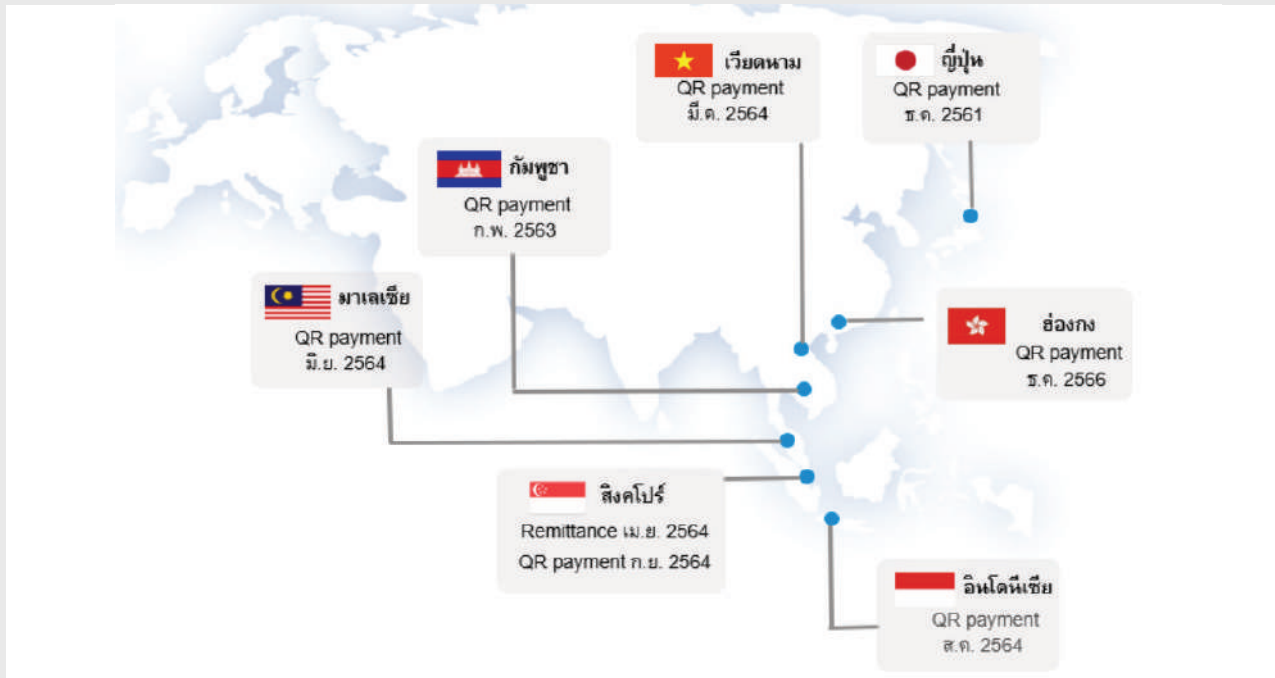 เวียดนาม
QR payment
มี.ค. 2564
ญี่ปุ่น
QR payment
ธ.ค. 2561
กัมพูชา
QR payment
ก.พ. 2563
มาเลเซีย
QR payment
มิ.ย. 2564
ฮ่องกง
QR payment
ธ.ค. 2566
สิงคโปร์
Remittance เม.ย. 2564
QR payment ก.ย. 2564
อินโดนีเซีย
QR payment
ส.ค. 2564